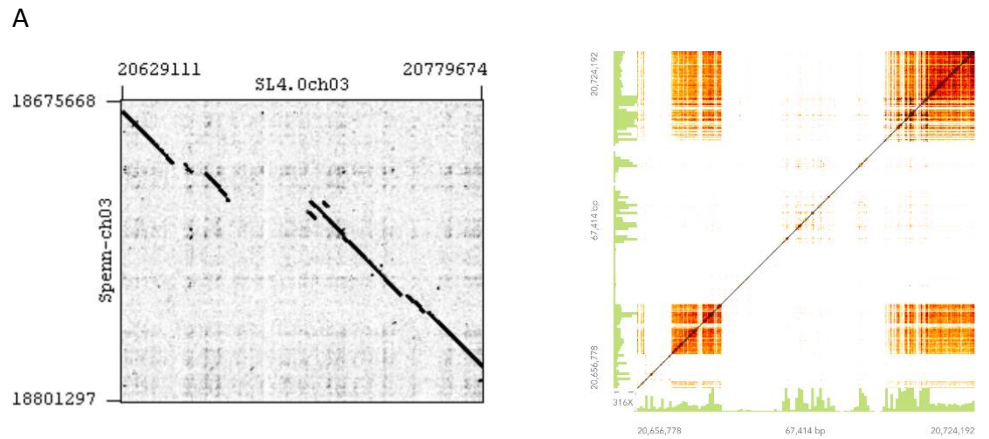 A
20629111 20779674
SL4.0ch03
18675668
Spenn-ch03
18801297
20,724,192
67,414 bp
20,656,778
316X
20,656,778 67,414 bp 20,724,192